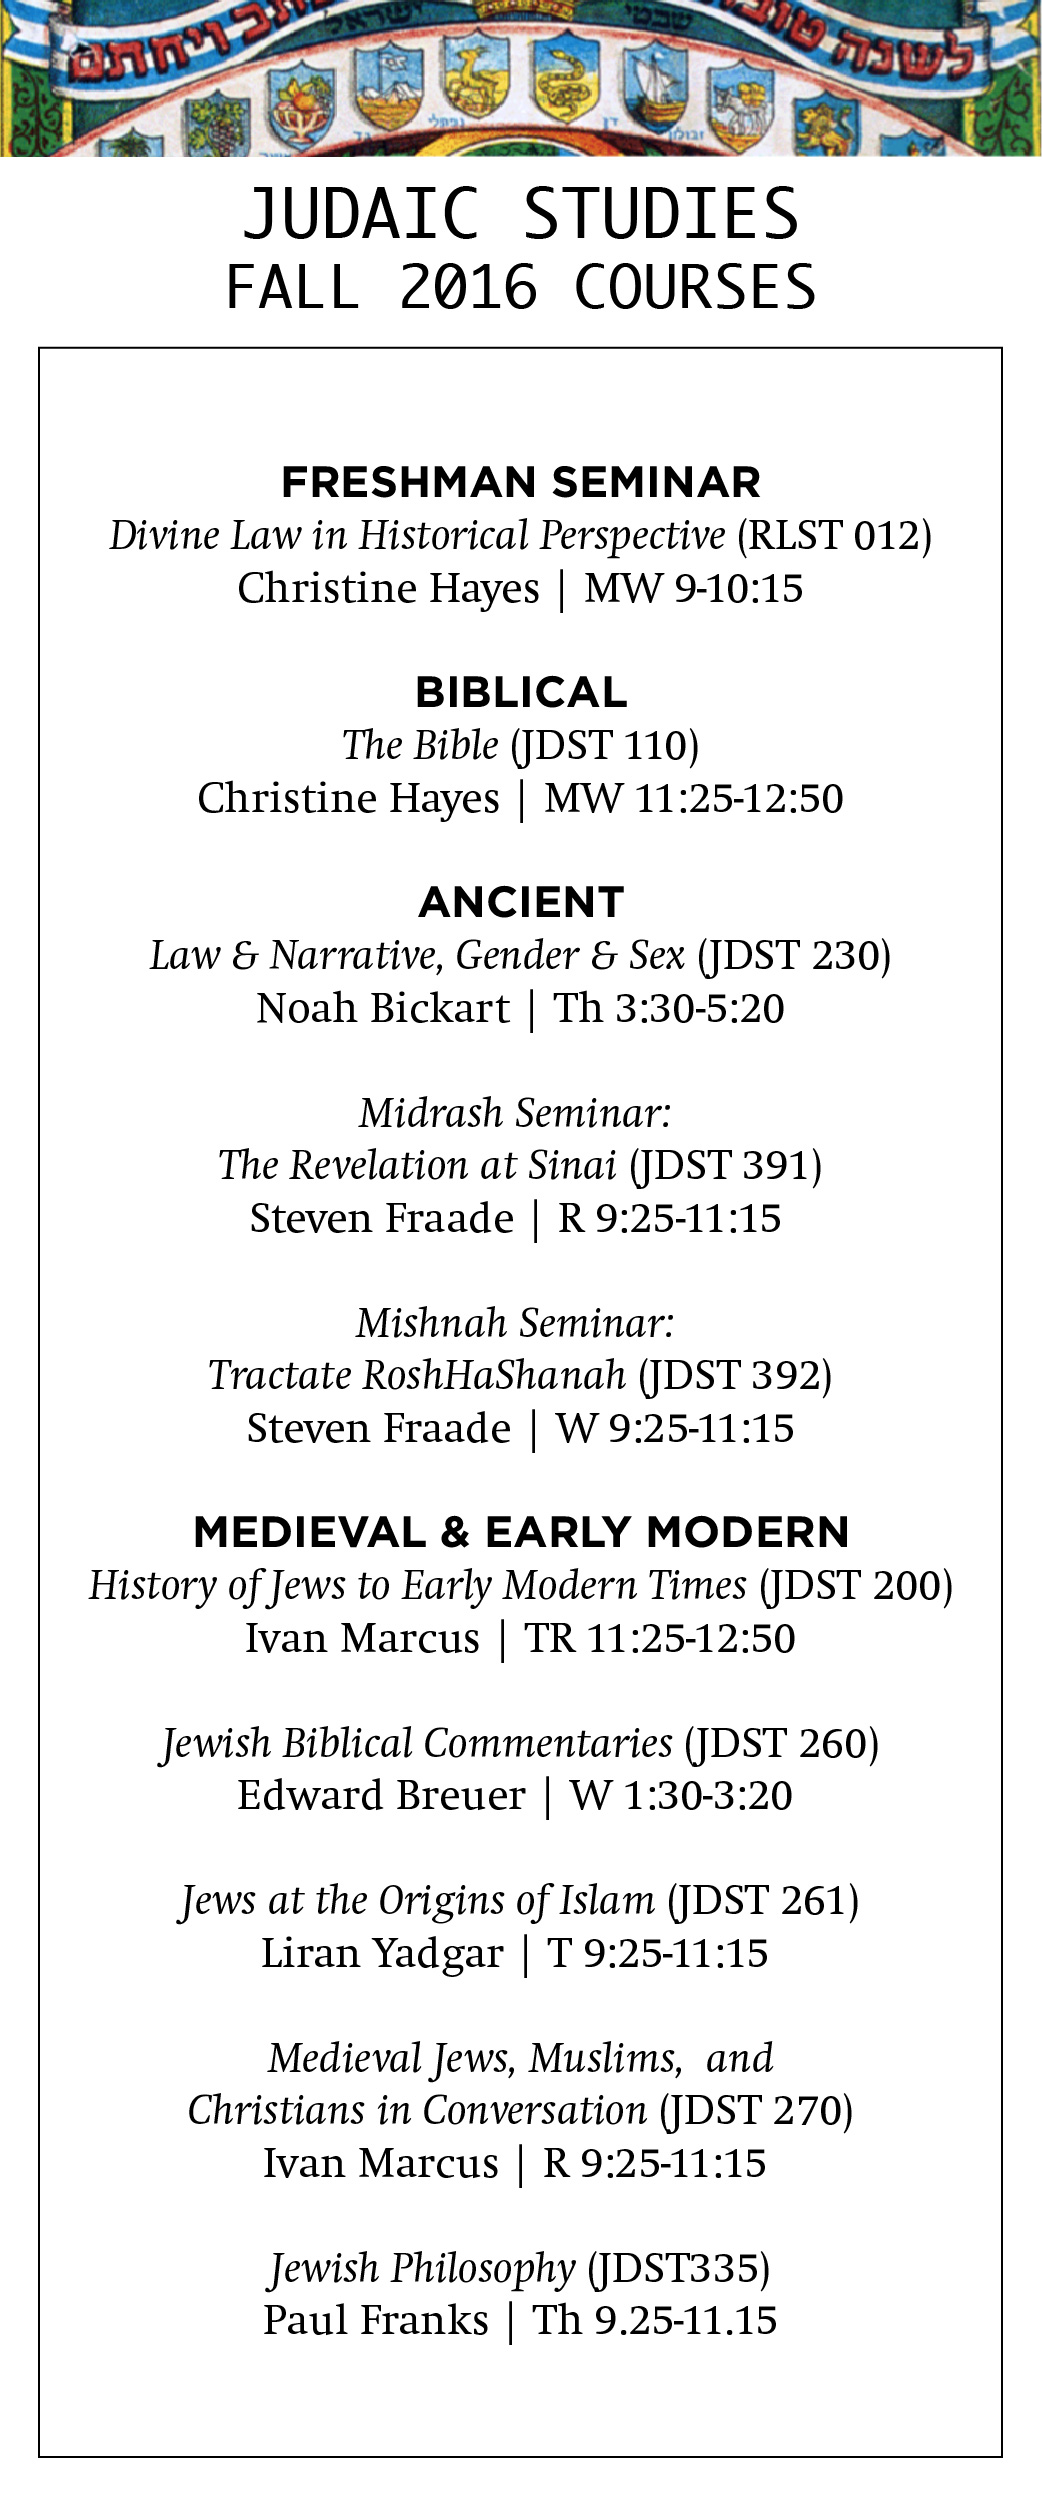 לשנה טובה תכתבו ותחתם
שבטי ישראל
נפתלי
דן
גד
זבולון
אשר
JUDAIC STUDIES
FALL 2016 COURSES
FRESHMAN SEMINAR
Divine Law in Historical Perspective (RLST 012)
Christine Hayes | MW 9-10:15
BIBLICAL
The Bible (JDST 110)
Christine Hayes | MW 11:25-12:50
ANCIENT
Law & Narrative, Gender & Sex (JDST 230)
Noah Bickart | Th 3:30-5:20
Midrash Seminar:
The Revelation at Sinai (JDST 391)
Steven Fraade | R 9:25-11:15
Mishnah Seminar:
Tractate RoshHaShanah (JDST 392)
Steven Fraade | W 9:25-11:15
MEDIEVAL & EARLY MODERN
History of Jews to Early Modern Times (JDST 200)
Ivan Marcus | TR 11:25-12:50
Jewish Biblical Commentaries (JDST 260)
Edward Breuer | W 1:30-3:20
Jews at the Origins of Islam (JDST 261)
Liran Yadgar | T 9:25-11:15
Medieval Jews, Muslims,  and
Christians in Conversation (JDST 270)
Ivan Marcus | R 9:25-11:15
Jewish Philosophy (JDST335)
Paul Franks | Th 9.25-11.15